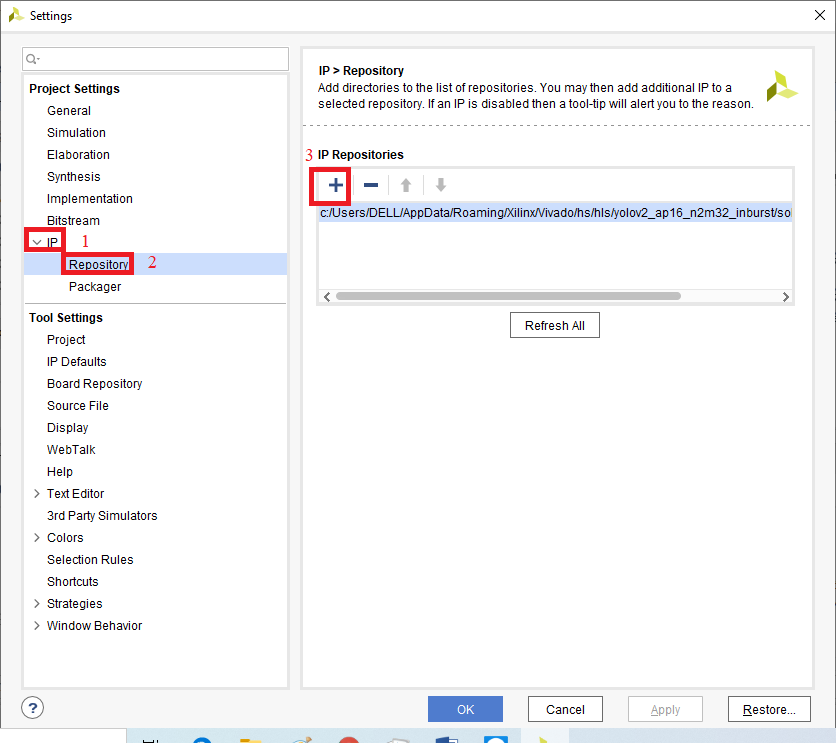 Settings
Project Settings
General
Simulation
Elaboration
Synthesis
Implementation
Bitstream
IP 1
Repository 2
Packager
Tool Settings
Project
IP Defaults
Board Repository
Source File
Display
WebTalk
Help
Text Editor
3rd Party Simulators
Colors
Selection Rules
Shortcuts
Strategies
Window Behavior
IP > Repository
Add directories to the list of repositories. You may then add additional IP to a
selected repository. If an IP is disabled then a tool-tip will alert you to the reason.
3 IP Repositories
c:/Users/DELL/AppData/Roaming/Xilinx/Vivado/hs/hls/yolov2_ap16_n2m32_inburst/so
Refresh All
? OK Cancel Apply Restore...